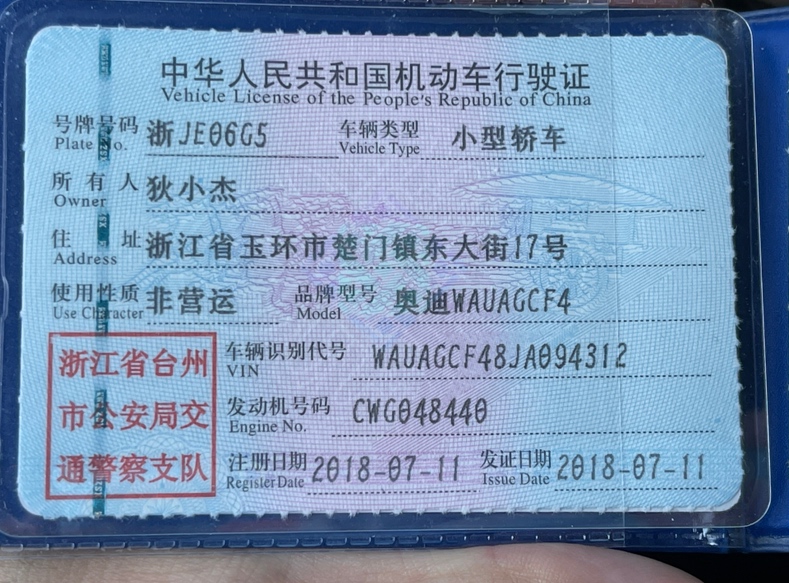 中华人民共和国机动车行驶证
Vehicle License of the People's Republic of China
号牌号码 浙JE06G5 车辆类型 小型轿车
Plate No. Vehicle Type
所有人 狄小杰
Owner
住址 浙江省玉环市楚门镇东大街17号
Address
使用性质 非营运 品牌型号 奥迪WAUAGCF4
Use Character Model
浙江省台州
市公安局交
通警察支队
车辆识别代号 WAUAGCF48JA094312
VIN
发动机号码 CWG048440
Engine No.
注册日期 2018-07-11 发证日期 2018-07-11
Register Date Issue Date